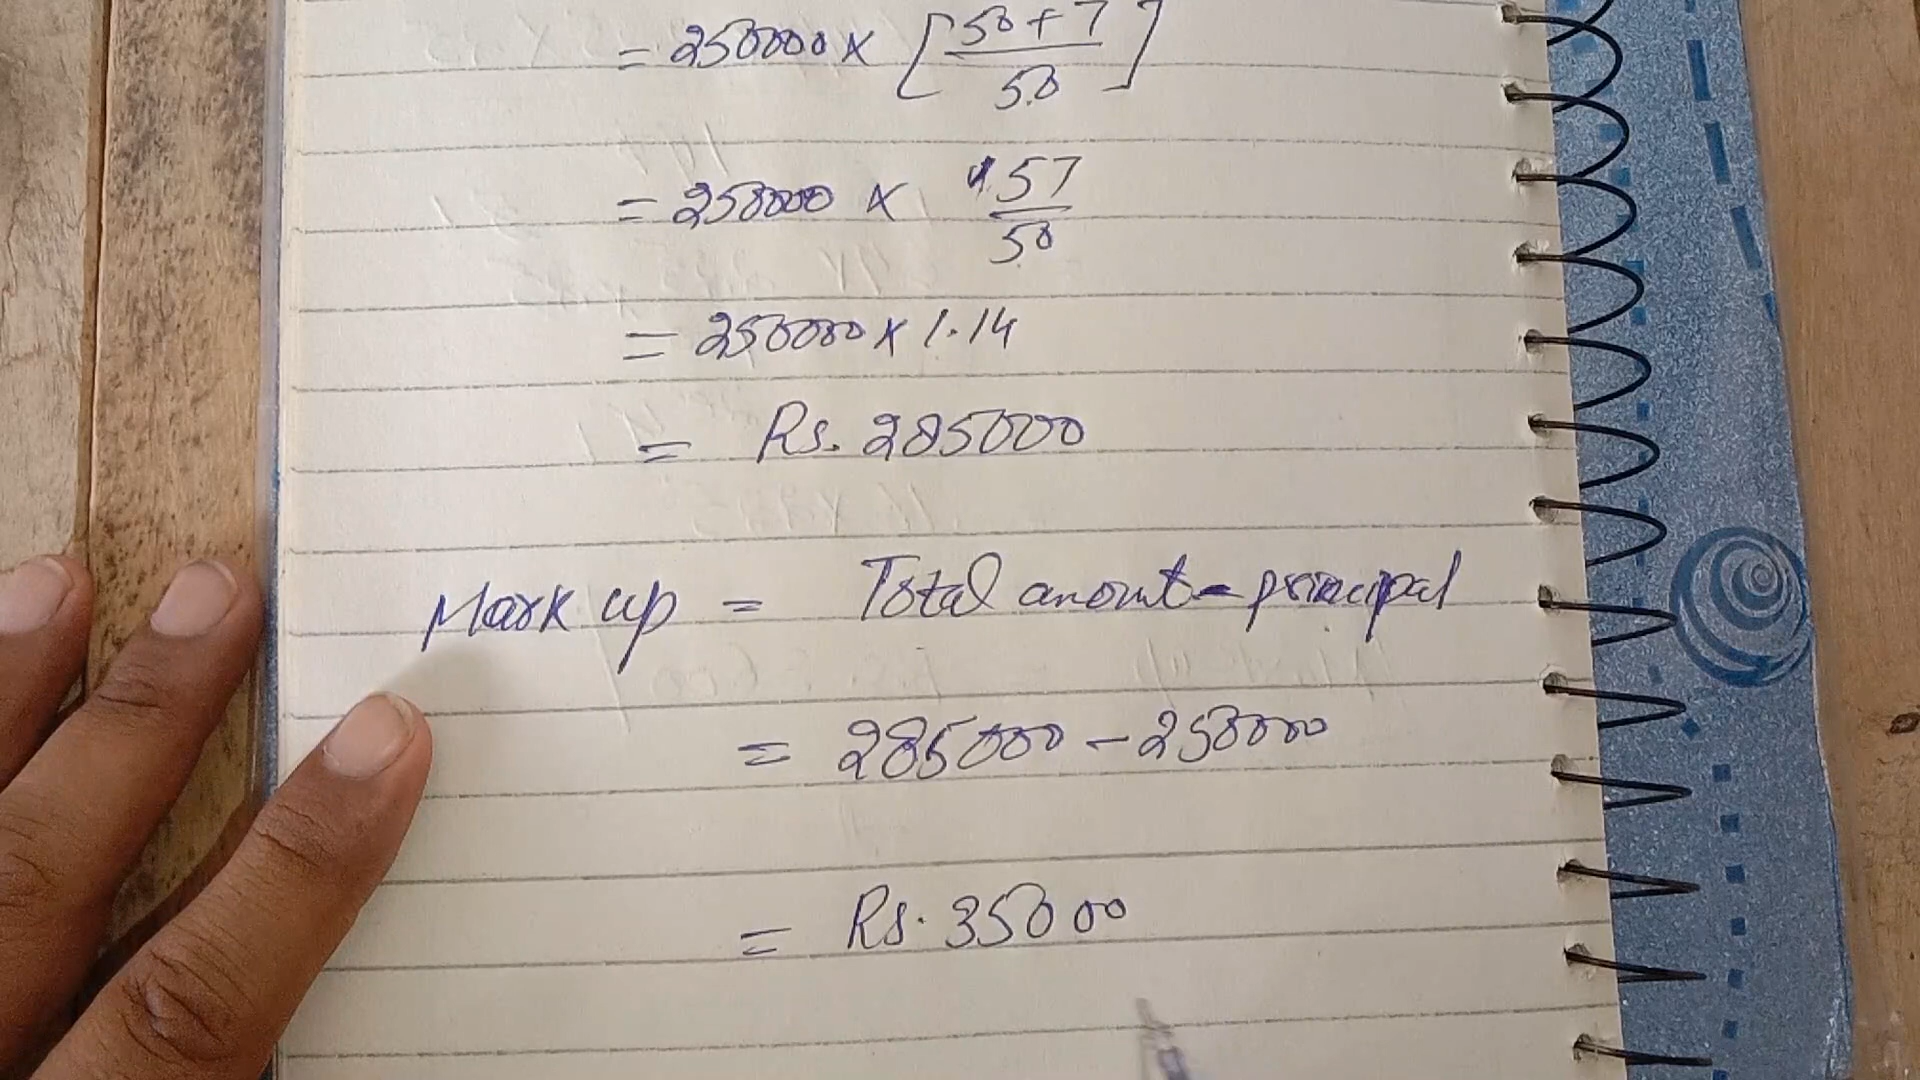 = 250000 × [50+7/50]
= 250000 × 57/50
= 250000 × 1.14
= Rs. 285000
Mark up = Total amount - principal
= 285000 - 250000
= Rs. 35000